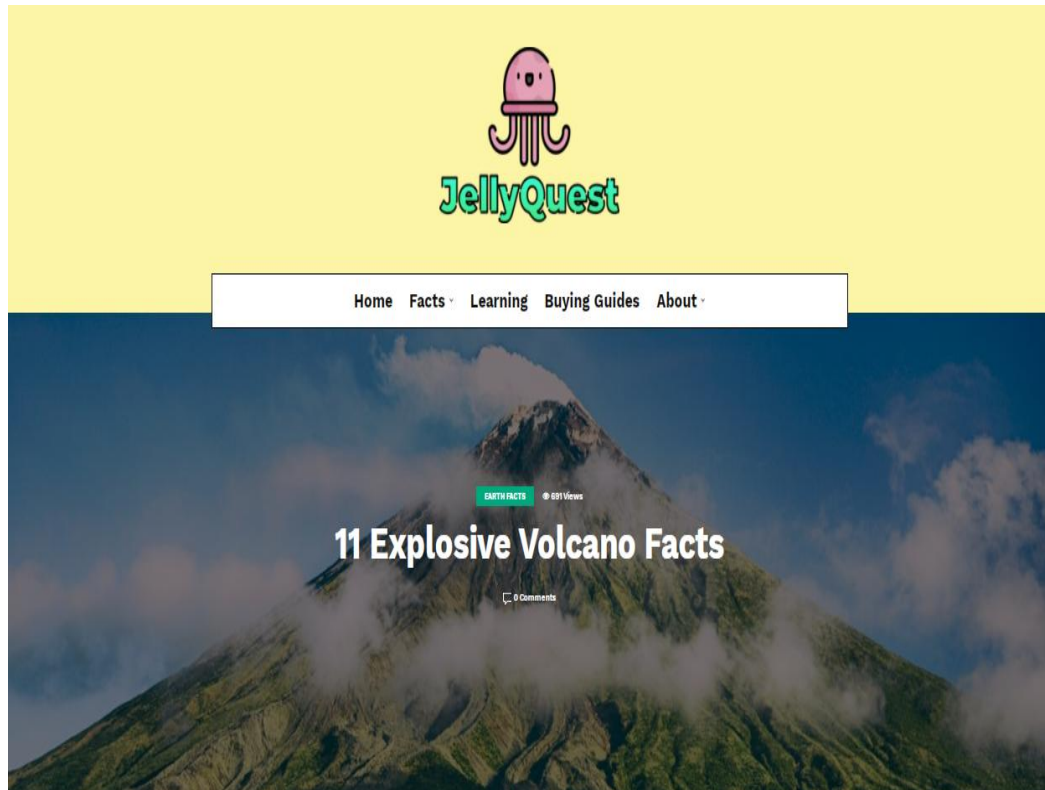 JellyQuest
Home Facts Learning Buying Guides About
EARTH FACTS 691 Views
11 Explosive Volcano Facts
0 Comments